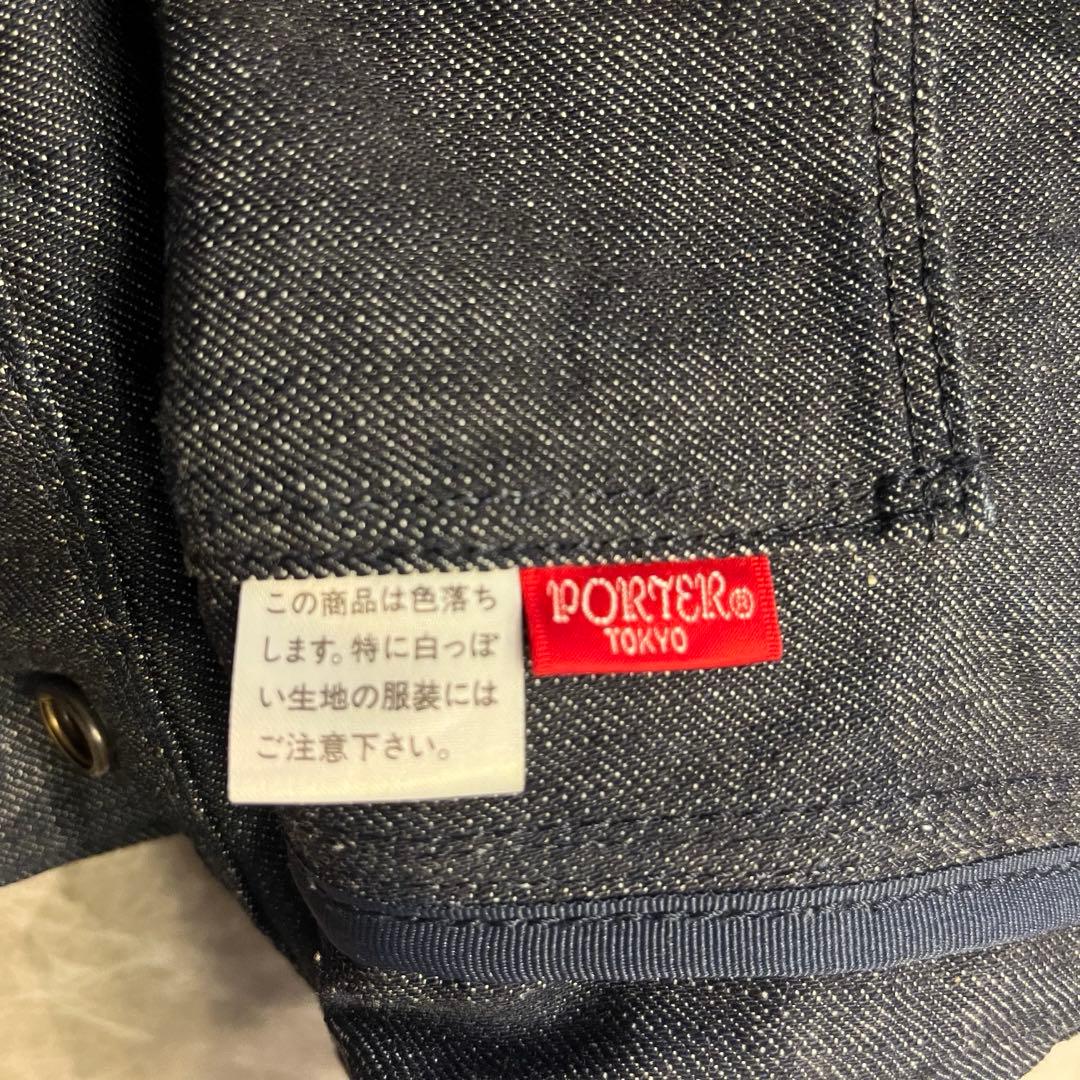 この商品は色落ち
します。特に白っぽ
い生地の服装には
ご注意下さい。
PORTER®
TOKYO